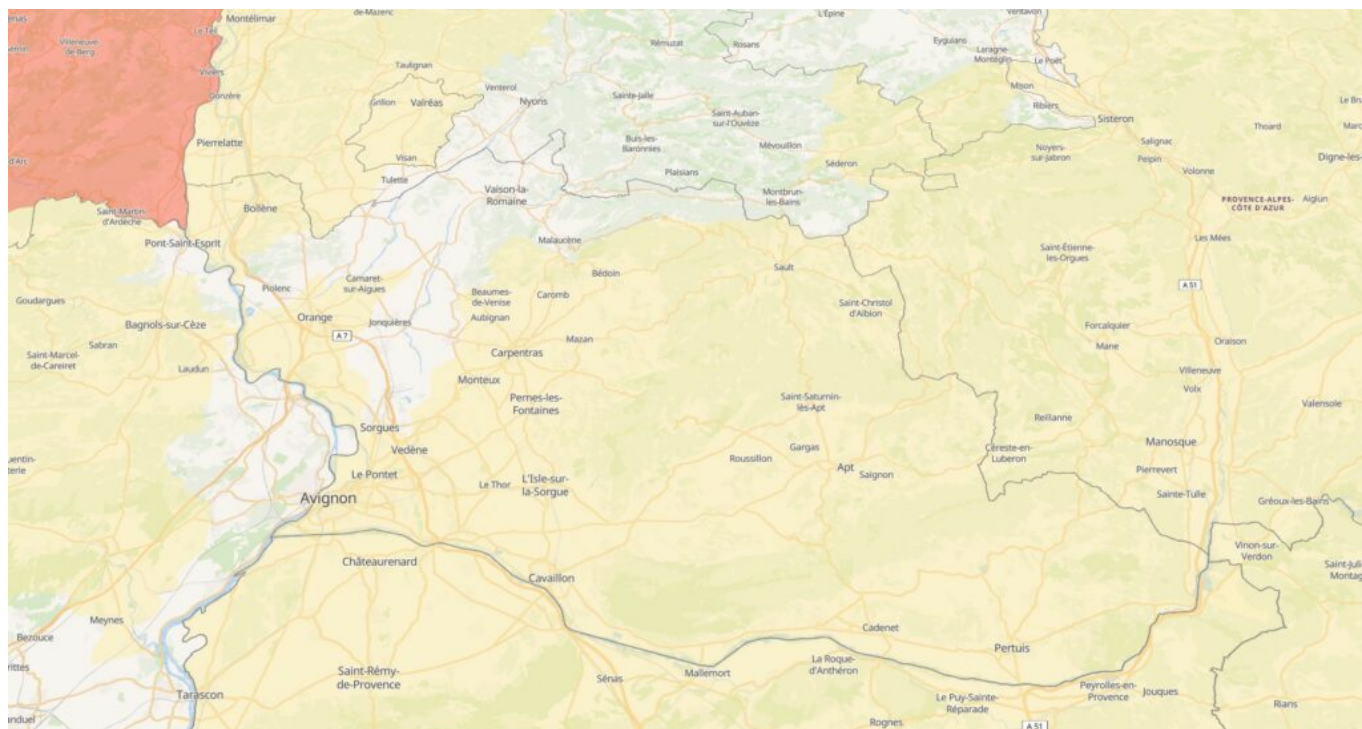 Montélimar
de-Mazenc
L'Épine
Ventavon
Le Teil
Villeneuve
de-Berg
Rémuzat
Rosans
Eyguians
Laragne-
Montéglin
Le Poët
Viviers
Taulignan
Donzère
Grillon
Valréas
Venterol
Nyons
Sainte-Jalle
Mison
Ribiers
Saint-Auban-
sur-l'Ouvèze
Sisteron
Thoard
Pierrelatte
Buis-les-
Baronnies
Mévouillon
Noyers-
sur-Jabron
Salignac
Peipin
Digne-les-
d'Arc
Visan
Tulette
Plaisians
Séderon
Volonne
Vaison-la-
Romaine
Montbrun-
les-Bains
PROVENCE-ALPES-
CÔTE D'AZUR
Aiglun
Saint-Martin
d'Ardèche
Bollène
Pont-Saint-Esprit
Malaucène
Les Mées
Saint-Étienne-
les-Orgues
Bédoin
Sault
Goudargues
Piolenc
Camaret-
sur-Aigues
Beaumes-
de-Venise
Caromb
A 51
Saint-Christol
d'Albion
Bagnols-sur-Cèze
Orange
Jonquières
Aubignan
Forcalquier
A 7
Sabran
Mazan
Mane
Oraison
Saint-Marcel
de-Careiret
Laudun
Carpentras
Monteux
Villeneuve
Volx
Pernes-les-
Fontaines
Saint-Saturnin-
lès-Apt
Valensole
Reillanne
Sorgues
Vedène
Gargas
Roussillon
Céreste-en-
Luberon
Manosque
Le Pontet
Apt
Saignon
Pierrevert
L'Isle-sur-
la-Sorgue
Le Thor
Avignon
Sainte-Tulle
Gréoux-les-Bains
Vinon-sur-
Verdon
Châteaurenard
Cavaillon
Meynes
Bezouce
Cadenet
Pertuis
Saint-Rémy-
de-Provence
Sénas
Mallemort
La Roque-
d'Anthéron
Tarascon
Le Puy-Sainte-
Réparade
Peyrolles-en-
Provence
Jouques
Rians
Rognes
A 51